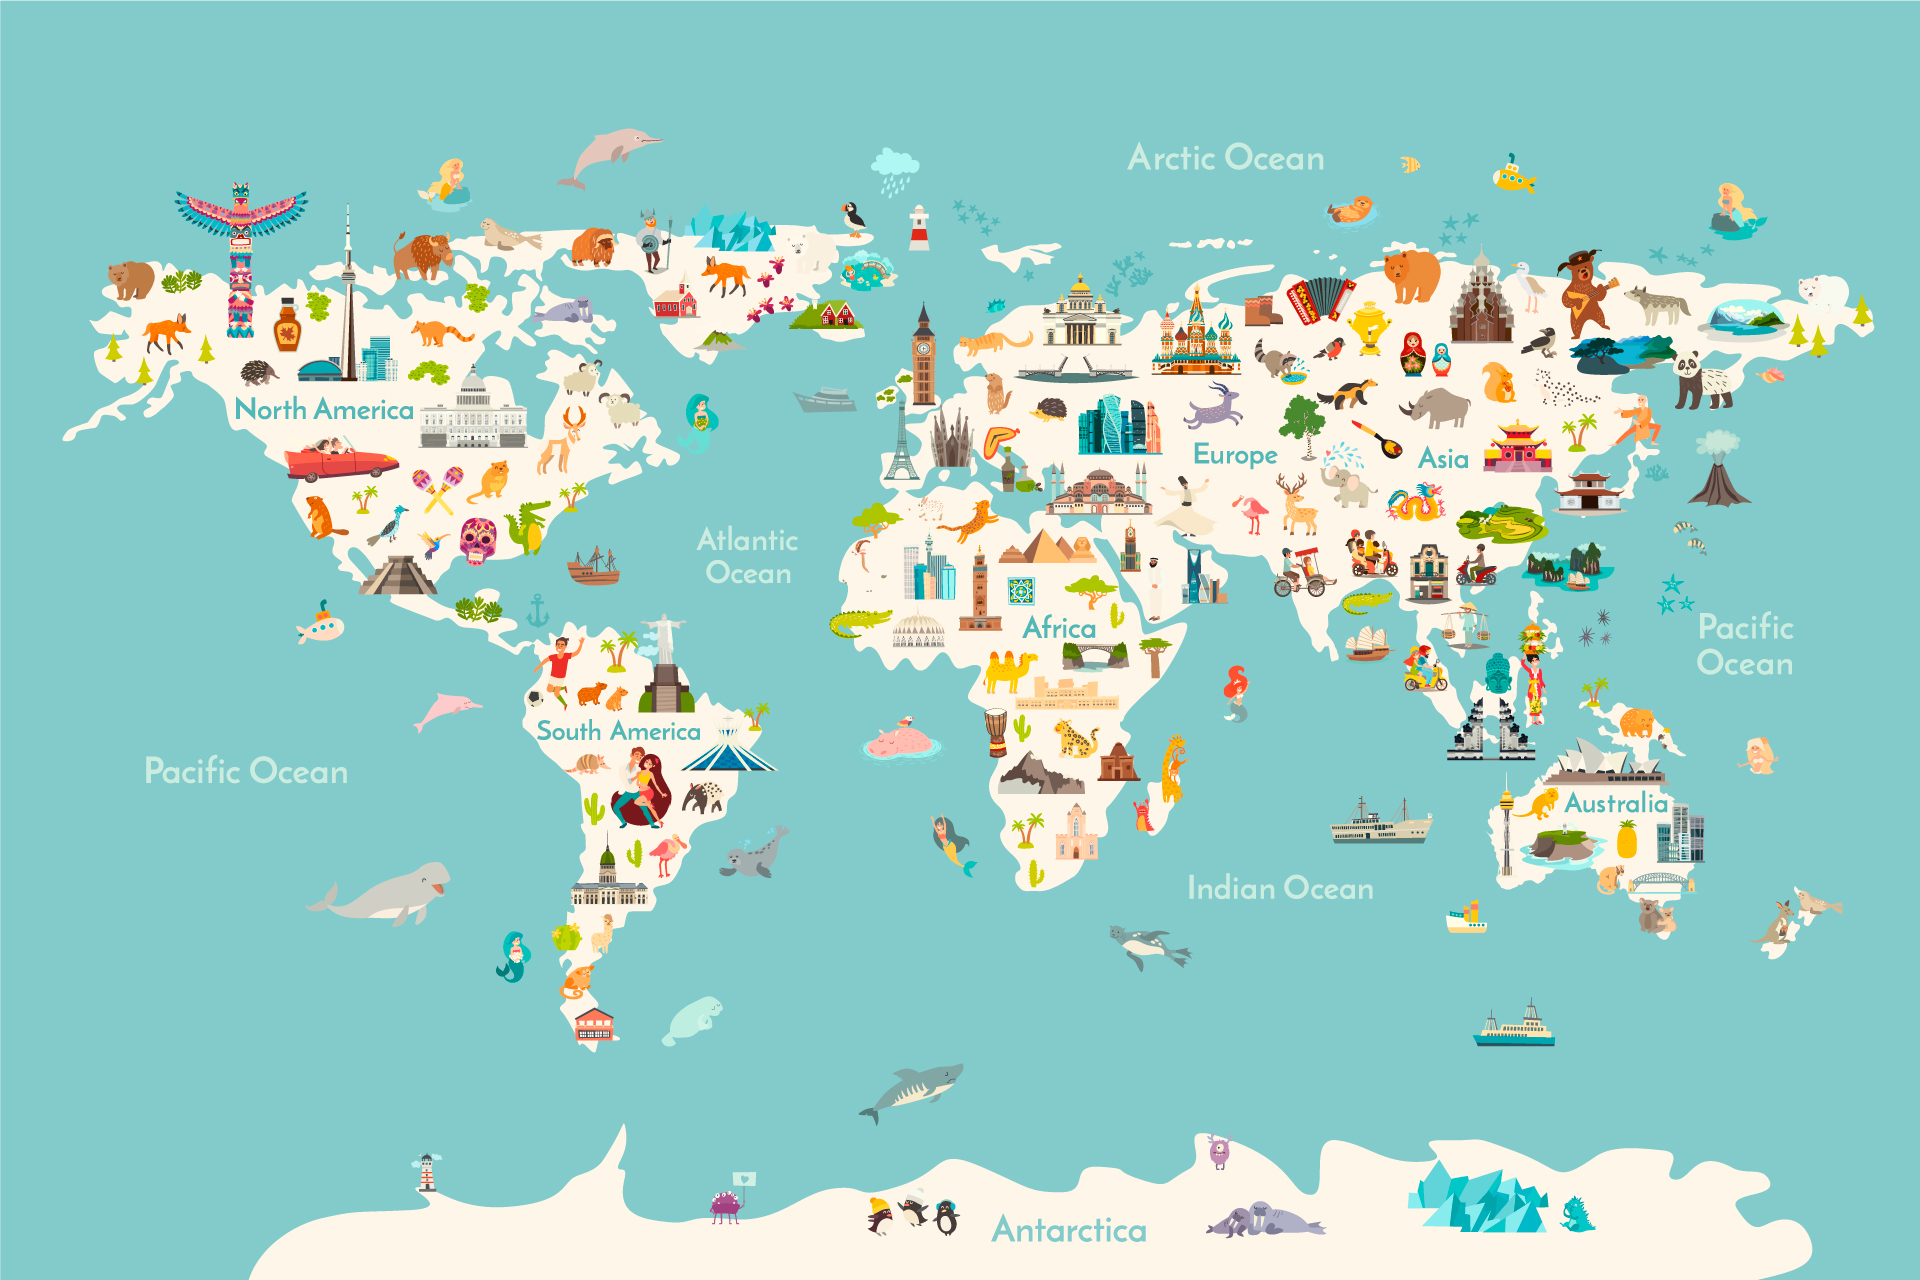 Arctic Ocean
North America
Europe
Asia
Atlantic
Ocean
Africa
Pacific
Ocean
South America
Pacific Ocean
Australia
Indian Ocean
Antarctica